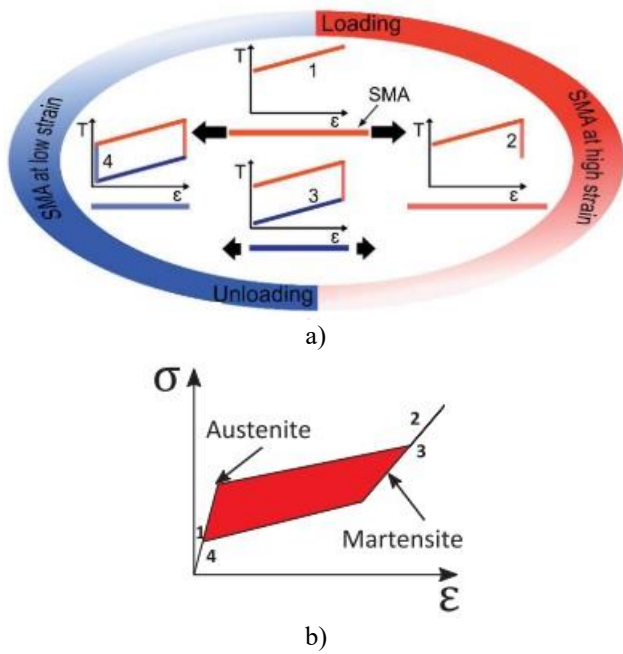 Loading
T
1
ε
SMA
SMA at low strain
T
4
ε
T
2
ε
SMA at high strain
T
3
ε
Unloading
a)
σ
Austenite
2
3
1
4
Martensite
ε
b)